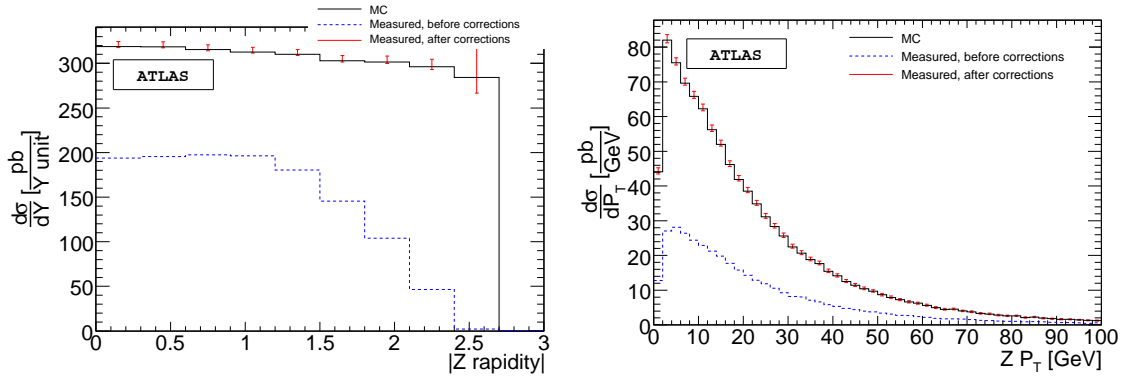 MC
Measured, before corrections
Measured, after corrections
ATLAS
dσ/dY [pb/Y unit]
300
250
200
150
100
50
0
0 0.5 1 1.5 2 2.5 3
|Z rapidity|
MC
Measured, before corrections
Measured, after corrections
ATLAS
dσ/dP_T [pb/GeV]
80
70
60
50
40
30
20
10
0
0 10 20 30 40 50 60 70 80 90 100
Z P_T [GeV]